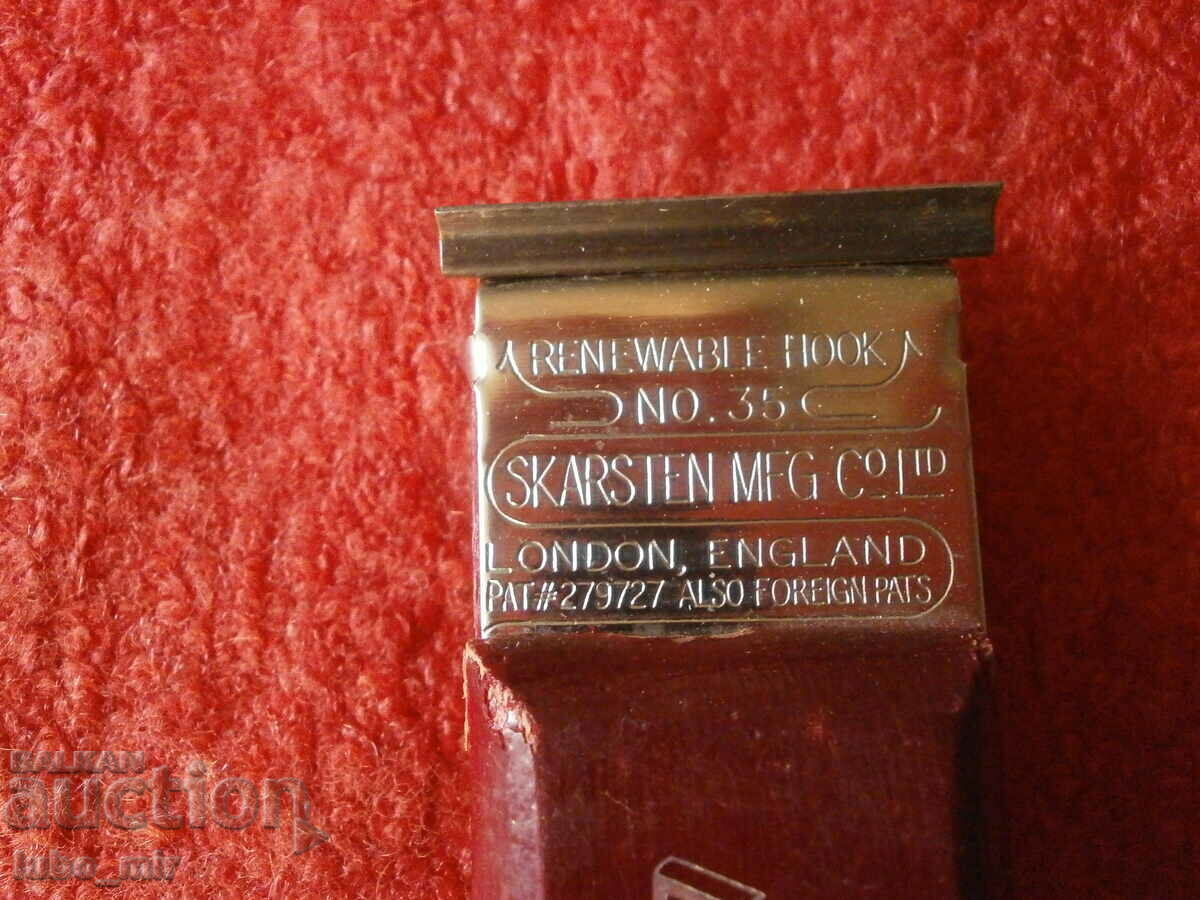 RENEWABLE HOOK
NO. 35
SKARSTEN MFG CO LTD
LONDON, ENGLAND
PAT # 279727 ALSO FOREIGN PATS
BALKAN
auction
lubo_mir